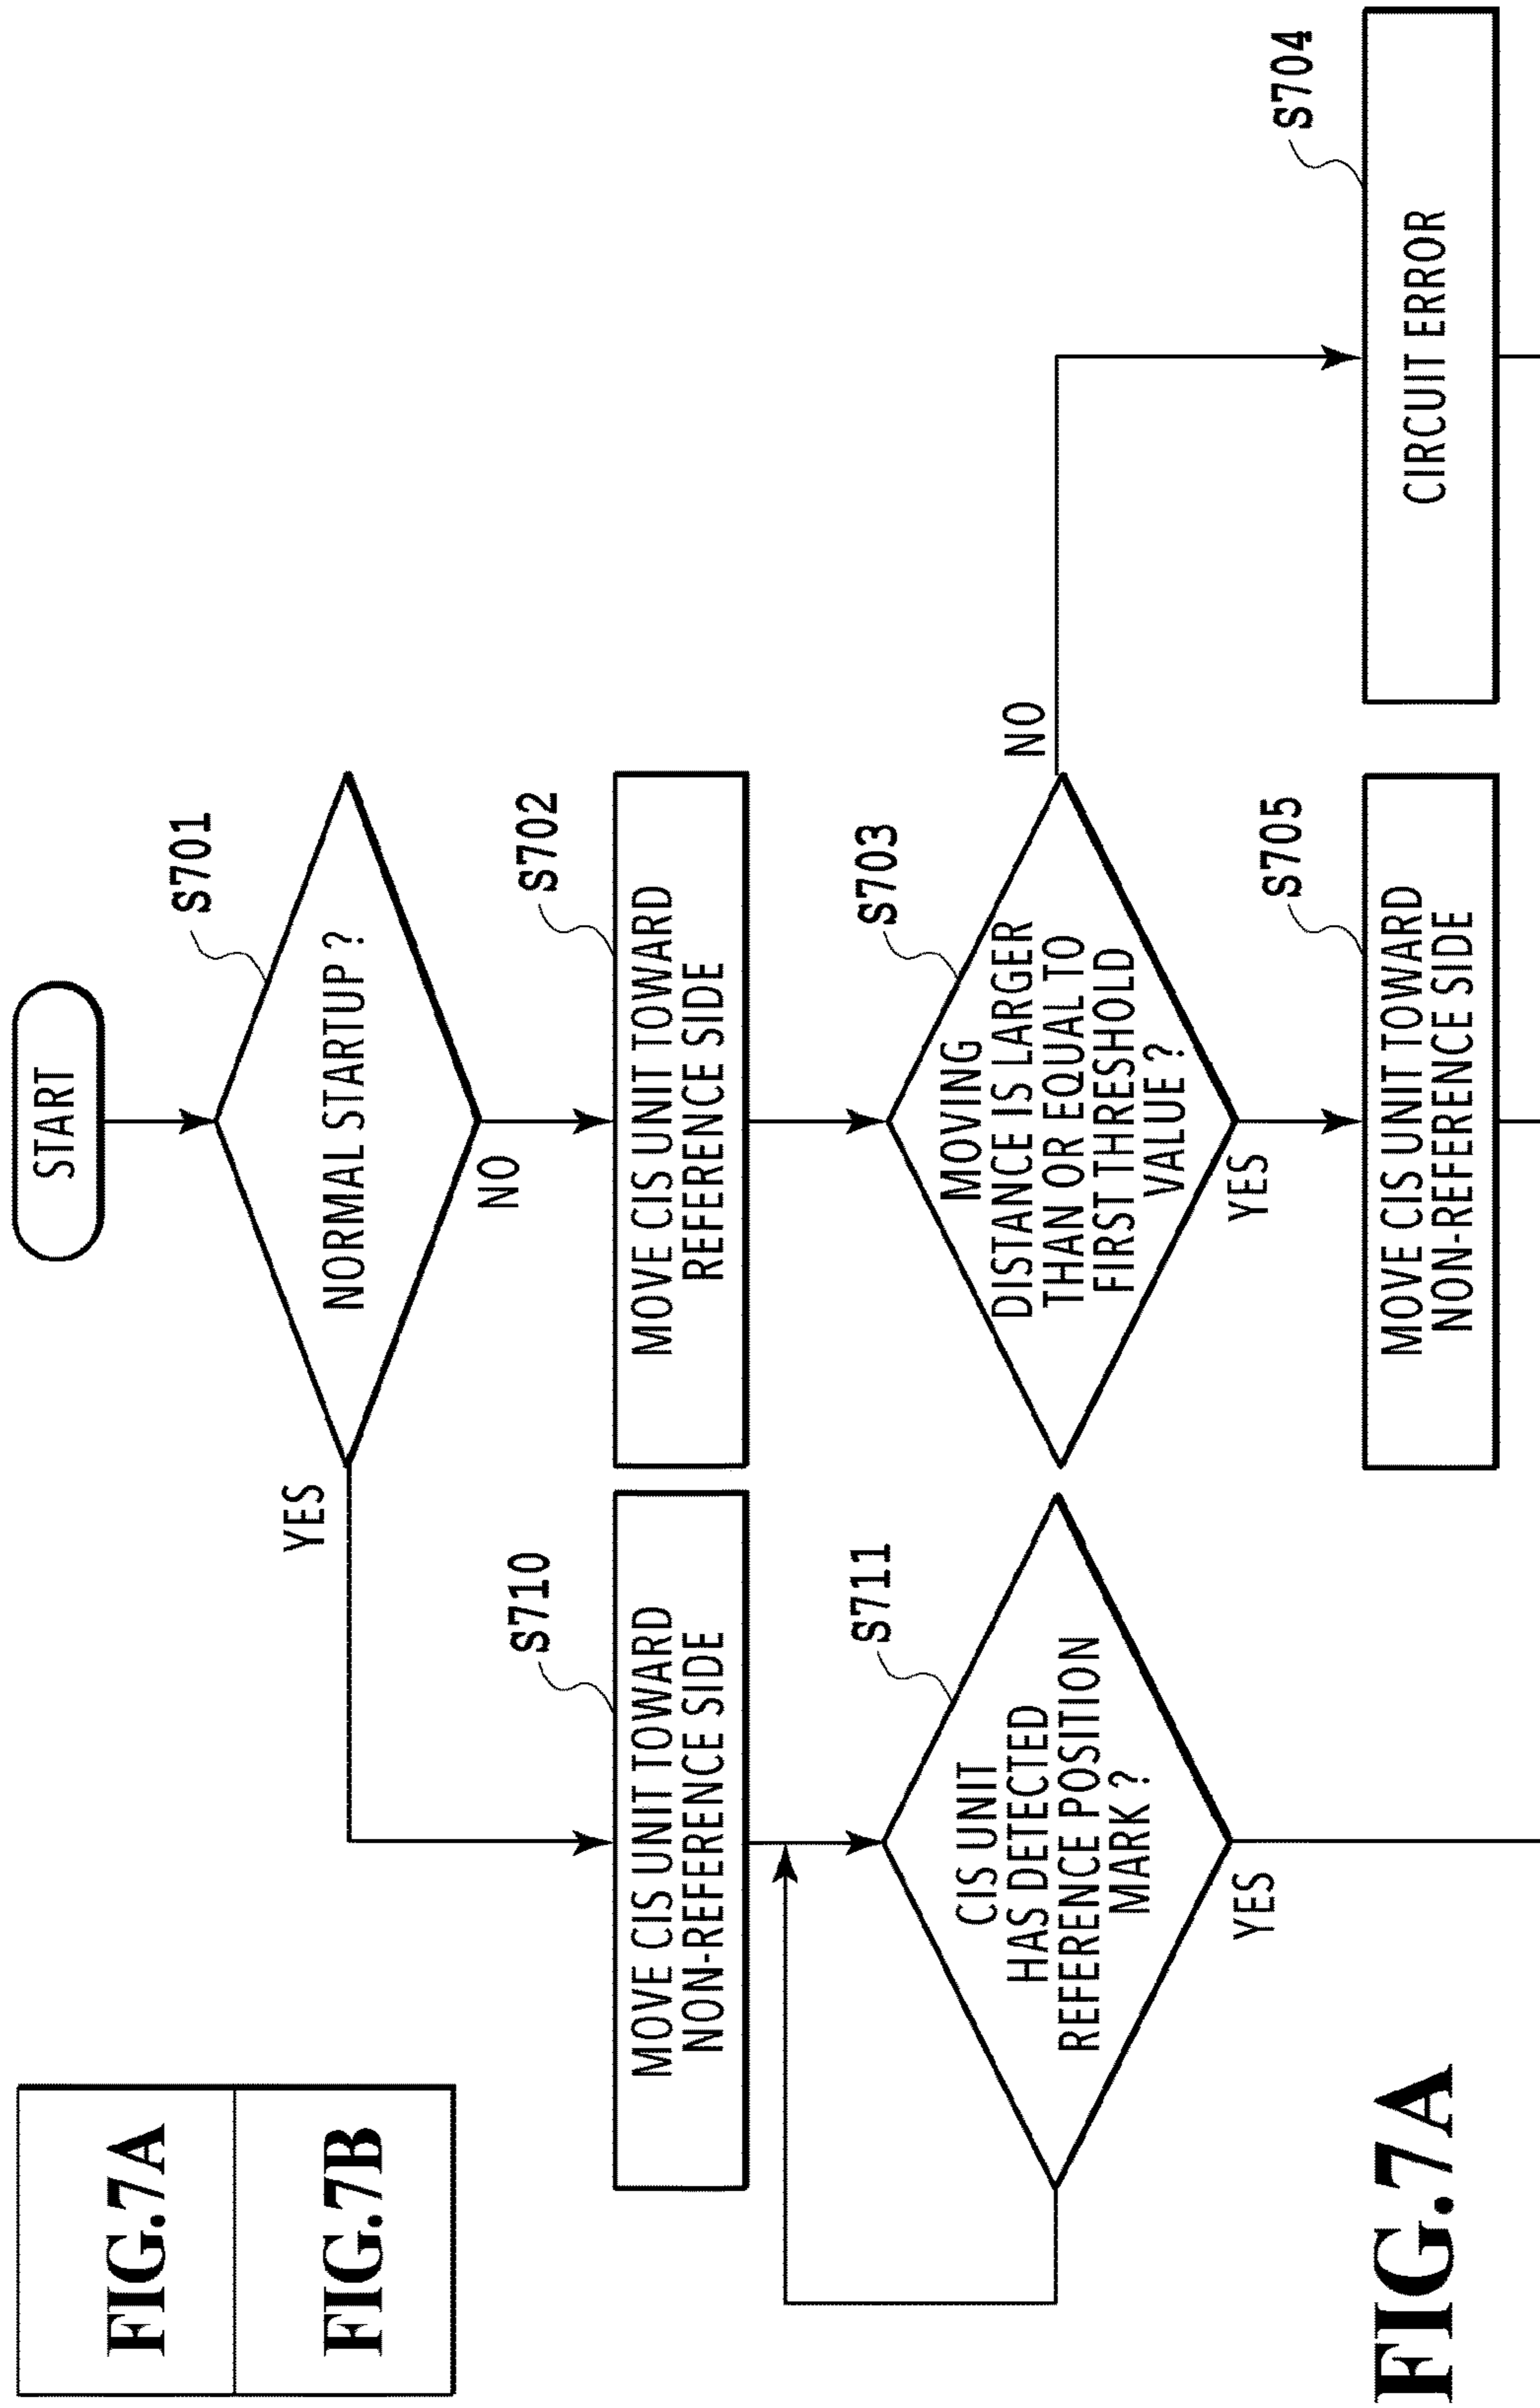 FIG.7A
FIG.7B
START
S701
NORMAL STARTUP ?
YES
NO
S710
MOVE CIS UNIT TOWARD
NON-REFERENCE SIDE
S702
MOVE CIS UNIT TOWARD
REFERENCE SIDE
S711
CIS UNIT
HAS DETECTED
REFERENCE POSITION
MARK ?
YES
S703
MOVING
DISTANCE IS LARGER
THAN OR EQUAL TO
FIRST THRESHOLD
VALUE ?
NO
YES
S705
MOVE CIS UNIT TOWARD
NON-REFERENCE SIDE
S704
CIRCUIT ERROR
FIG.7A